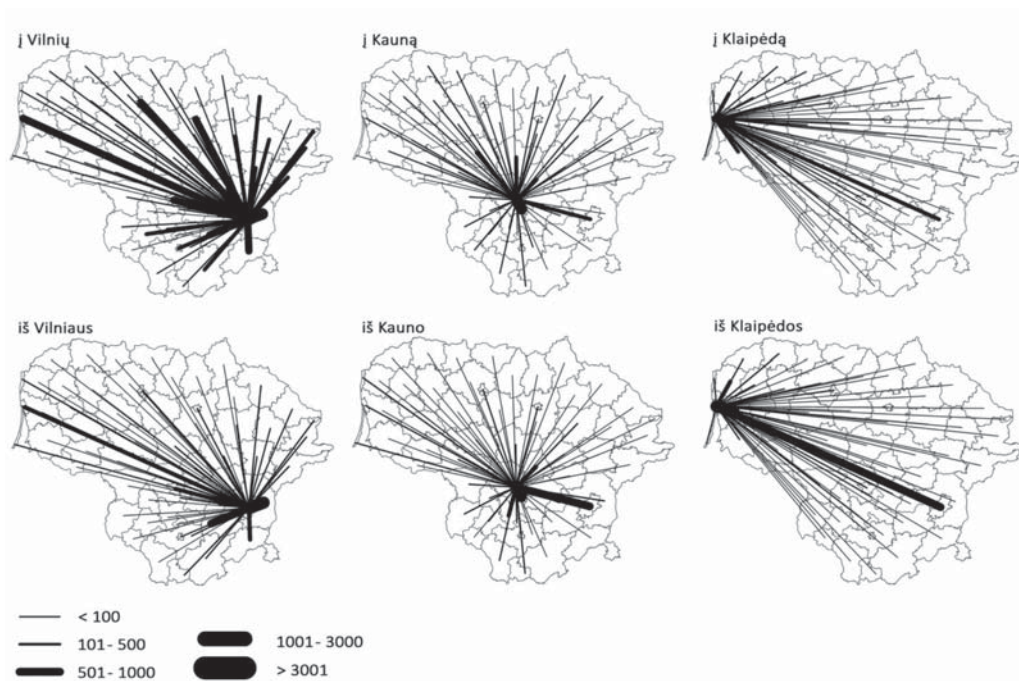 į Vilnių
į Kauną
į Klaipėdą
iš Vilniaus
iš Kauno
iš Klaipėdos
< 100
101- 500
501- 1000
1001- 3000
> 3001